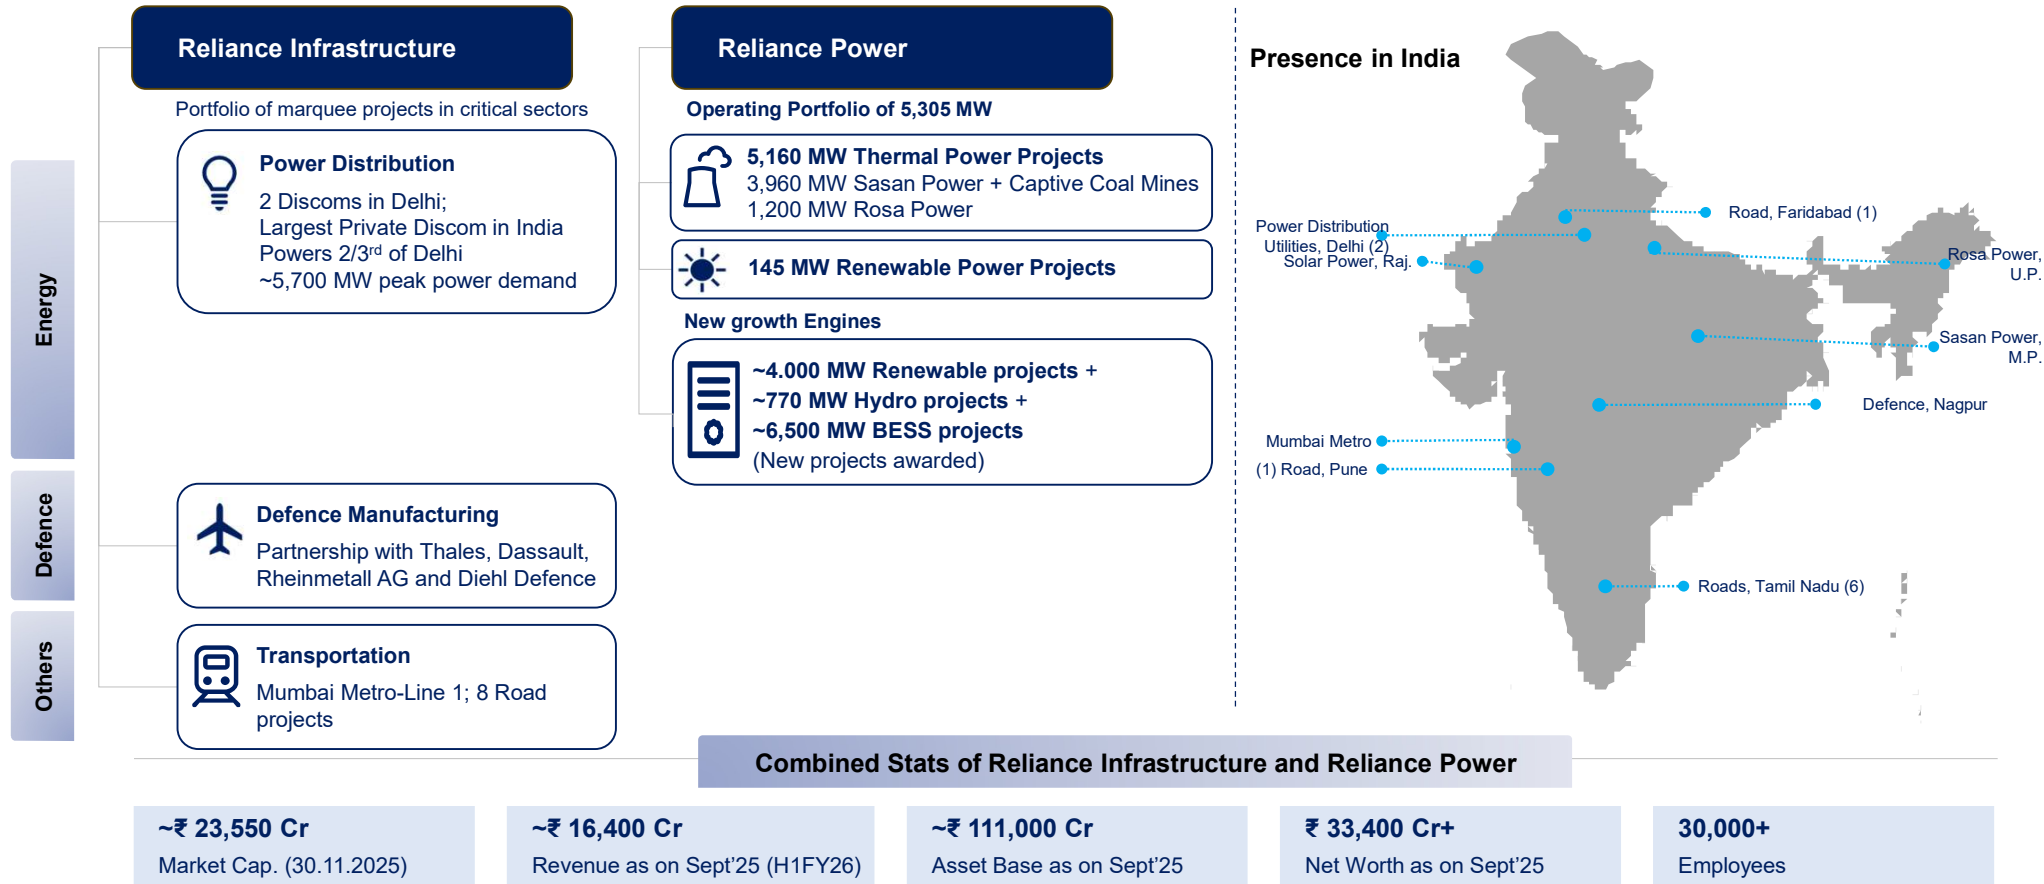 Reliance Infrastructure
Portfolio of marquee projects in critical sectors
Energy
Power Distribution
2 Discoms in Delhi;
Largest Private Discom in India
Powers 2/3rd of Delhi
~5,700 MW peak power demand
Defence
Defence Manufacturing
Partnership with Thales, Dassault,
Rheinmetall AG and Diehl Defence
Others
Transportation
Mumbai Metro-Line 1; 8 Road
projects
Reliance Power
Operating Portfolio of 5,305 MW
5,160 MW Thermal Power Projects
3,960 MW Sasan Power + Captive Coal Mines
1,200 MW Rosa Power
145 MW Renewable Power Projects
New growth Engines
~4.000 MW Renewable projects +
~770 MW Hydro projects +
~6,500 MW BESS projects
(New projects awarded)
Presence in India
Road, Faridabad (1)
Power Distribution
Utilities, Delhi (2)
Solar Power, Raj.
Rosa Power,
U.P.
Sasan Power,
M.P.
Defence, Nagpur
Mumbai Metro
(1) Road, Pune
Roads, Tamil Nadu (6)
Combined Stats of Reliance Infrastructure and Reliance Power
~₹ 23,550 Cr
Market Cap. (30.11.2025)
~₹ 16,400 Cr
Revenue as on Sept’25 (H1FY26)
~₹ 111,000 Cr
Asset Base as on Sept’25
₹ 33,400 Cr+
Net Worth as on Sept’25
30,000+
Employees